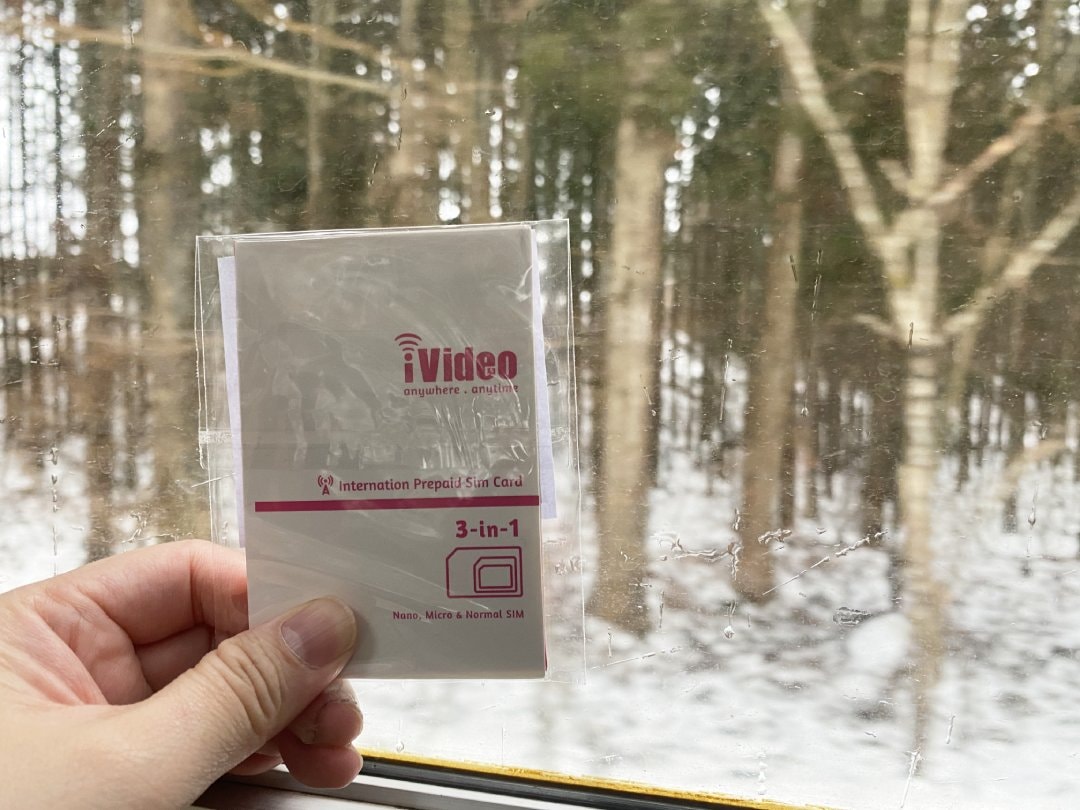 iVideo
anywhere . anytime
Internation Prepaid Sim Card
3-in-1
Nano, Micro & Normal SIM